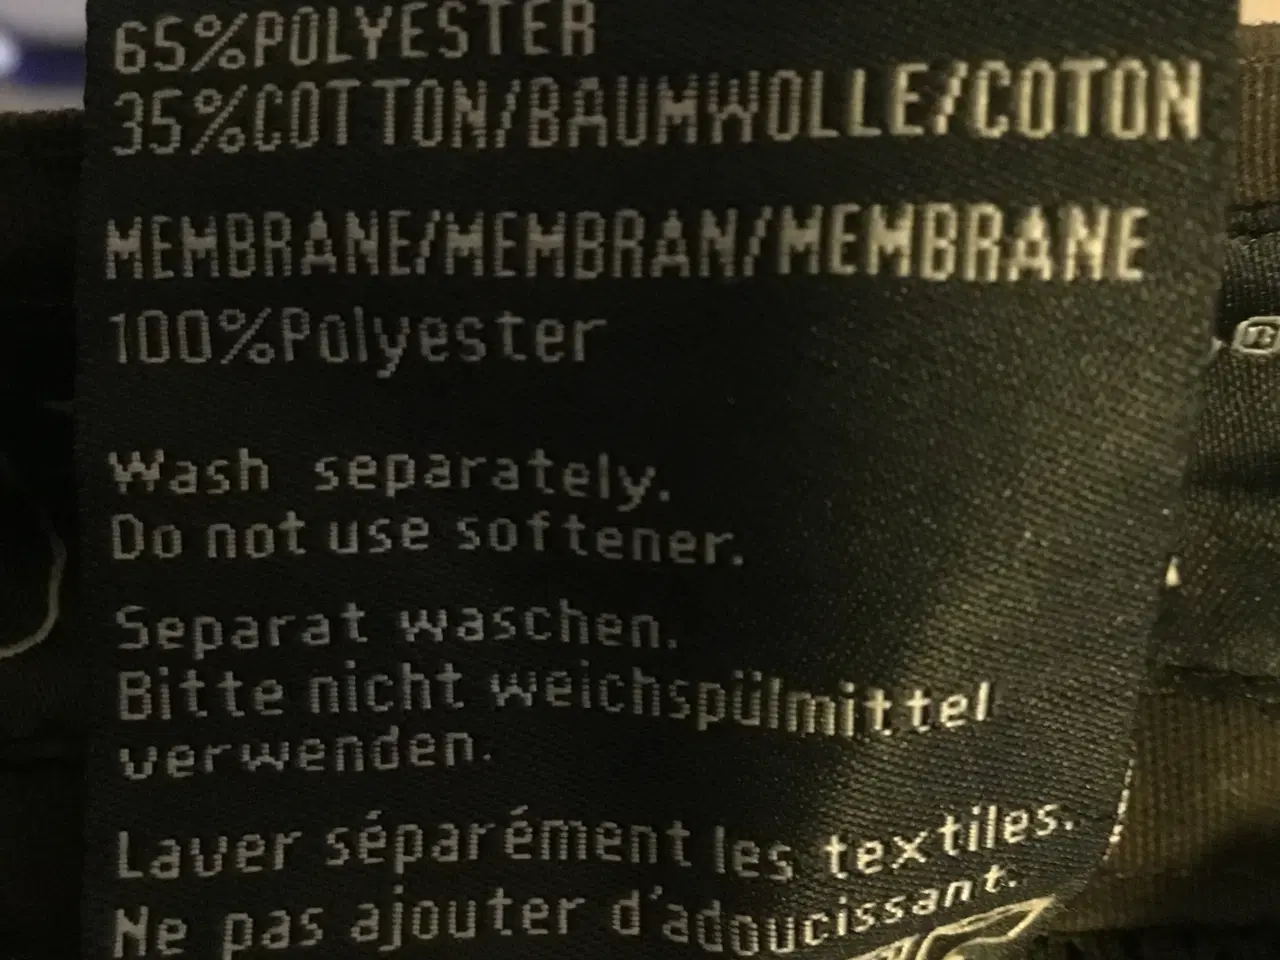 65%POLYESTER
35%COTTON/BAUMWOLLE/COTON
MEMBRANE/MEMBRAN/MEMBRANE
100%Polyester
Wash separately.
Do not use softener.
Separat waschen.
Bitte nicht weichspülmittel
verwenden.
Laver séparément les textiles.
Ne pas ajouter d'adoucissant.
®